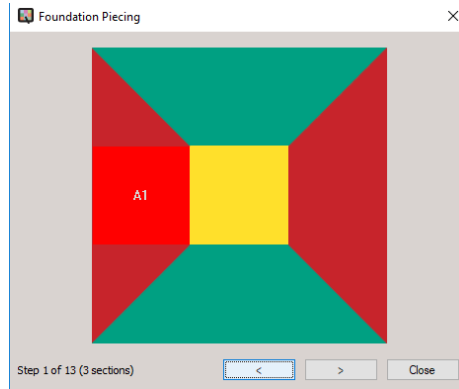 Foundation Piecing
A1
Step 1 of 13 (3 sections)
<
>
Close